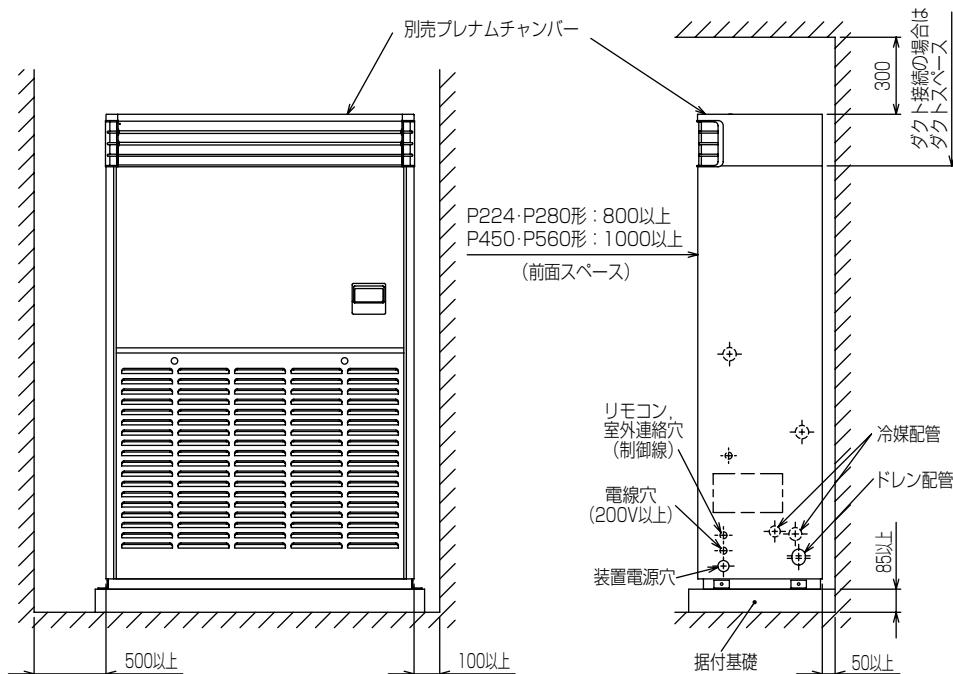 別売プレナムチャンバー
300
ダクト接続の場合は
ダクトスペース
P224·P280形：800以上
P450·P560形：1000以上
（前面スペース）
リモコン,
室外連絡穴
（制御線）
冷媒配管
ドレン配管
電線穴
（200V以上）
装置電源穴
85以上
据付基礎
500以上
100以上
50以上